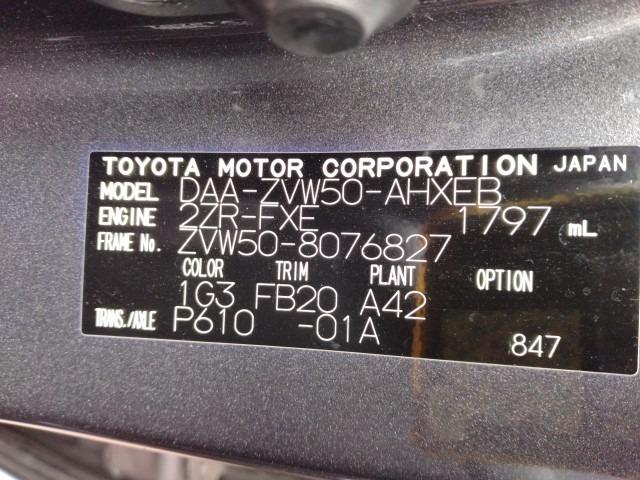 TOYOTA MOTOR CORPORATION JAPAN
MODEL DAA-ZVW50-AHXEB
ENGINE 2ZR-FXE 1797 mL
FRAME No. ZVW50-8076827
COLOR TRIM PLANT OPTION
1G3 FB20 A42
TRANS./AXLE P610 -01A
847